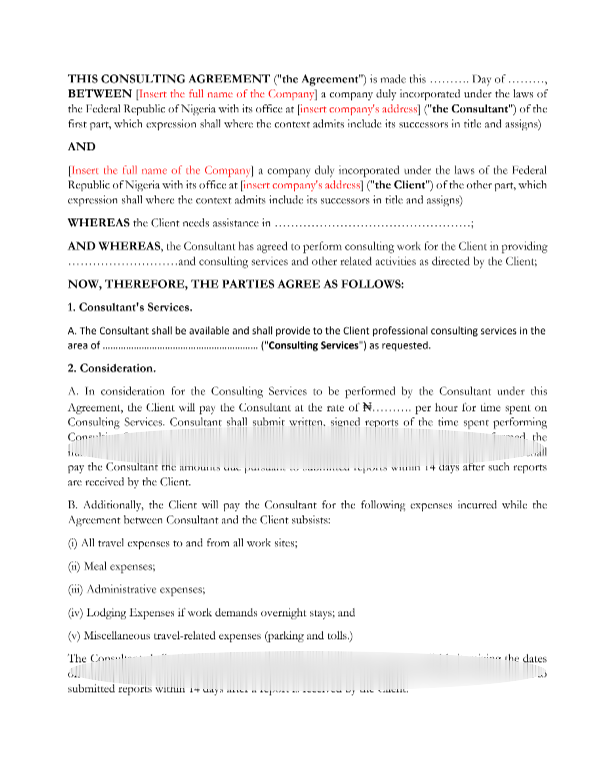 THIS CONSULTING AGREEMENT ("the Agreement") is made this .......... Day of .........,
BETWEEN [Insert the full name of the Company] a company duly incorporated under the laws of
the Federal Republic of Nigeria with its office at [insert company's address] ("the Consultant") of the
first part, which expression shall where the context admits include its successors in title and assigns)
AND
[Insert the full name of the Company] a company duly incorporated under the laws of the Federal
Republic of Nigeria with its office at [insert company's address] ("the Client") of the other part, which
expression shall where the context admits include its successors in title and assigns)
WHEREAS the Client needs assistance in ................................................;
AND WHEREAS, the Consultant has agreed to perform consulting work for the Client in providing
...........................and consulting services and other related activities as directed by the Client;
NOW, THEREFORE, THE PARTIES AGREE AS FOLLOWS:
1. Consultant's Services.
A. The Consultant shall be available and shall provide to the Client professional consulting services in the
area of ........................................................ ("Consulting Services") as requested.
2. Consideration.
A. In consideration for the Consulting Services to be performed by the Consultant under this
Agreement, the Client will pay the Consultant at the rate of ₦.......... per hour for time spent on
Consulting Services. Consultant shall submit written, signed reports of the time spent performing
the
pay the Consultant the amounts due pursuant to submitted reports within 14 days after such reports
are received by the Client.
B. Additionally, the Client will pay the Consultant for the following expenses incurred while the
Agreement between Consultant and the Client subsists:
(i) All travel expenses to and from all work sites;
(ii) Meal expenses;
(iii) Administrative expenses;
(iv) Lodging Expenses if work demands overnight stays; and
(v) Miscellaneous travel-related expenses (parking and tolls.)
The the dates
submitted reports within 14 days after a report is received by the Client.